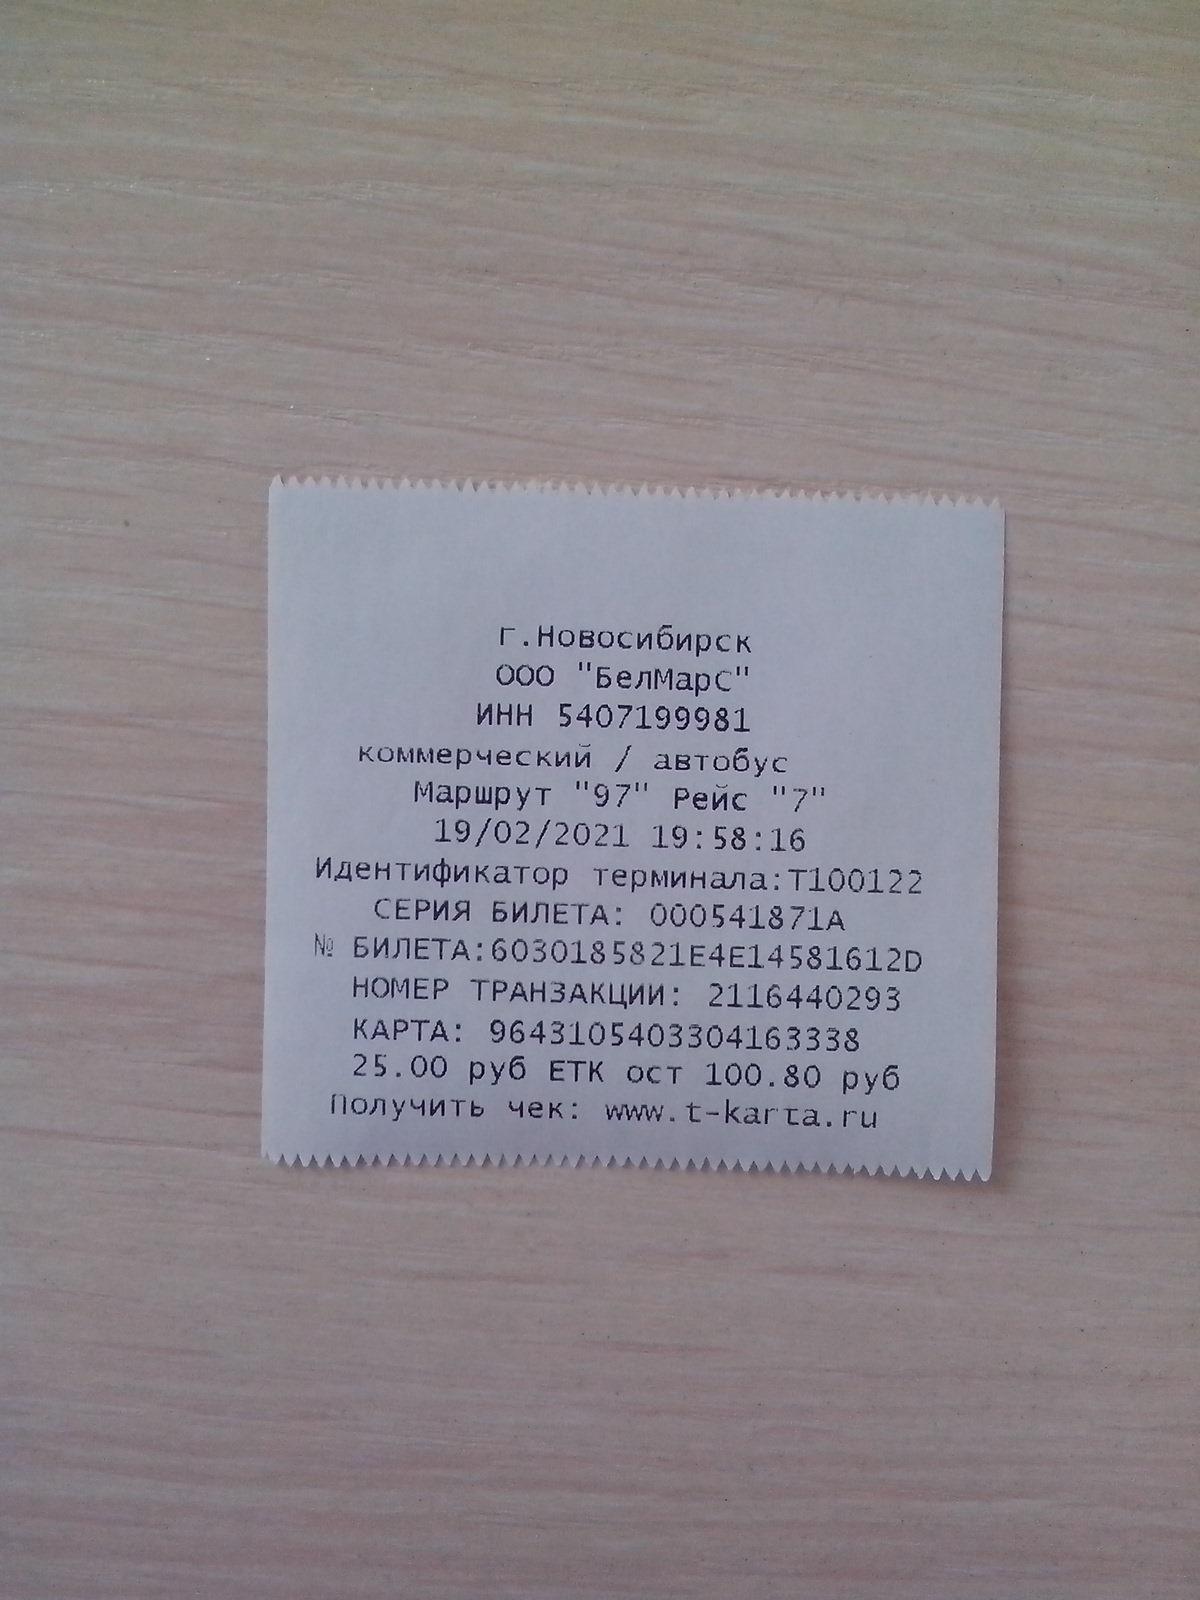 г.Новосибирск
ООО "БелМарС"
ИНН 5407199981
коммерческий / автобус
Маршрут "97" Рейс "7"
19/02/2021 19:58:16
Идентификатор терминала:Т100122
СЕРИЯ БИЛЕТА: 000541871А
№ БИЛЕТА:6030185821E4E14581612D
НОМЕР ТРАНЗАКЦИИ: 2116440293
КАРТА: 9643105403304163338
25.00 руб ЕТК ост 100.80 руб
Получить чек: www.t-karta.ru